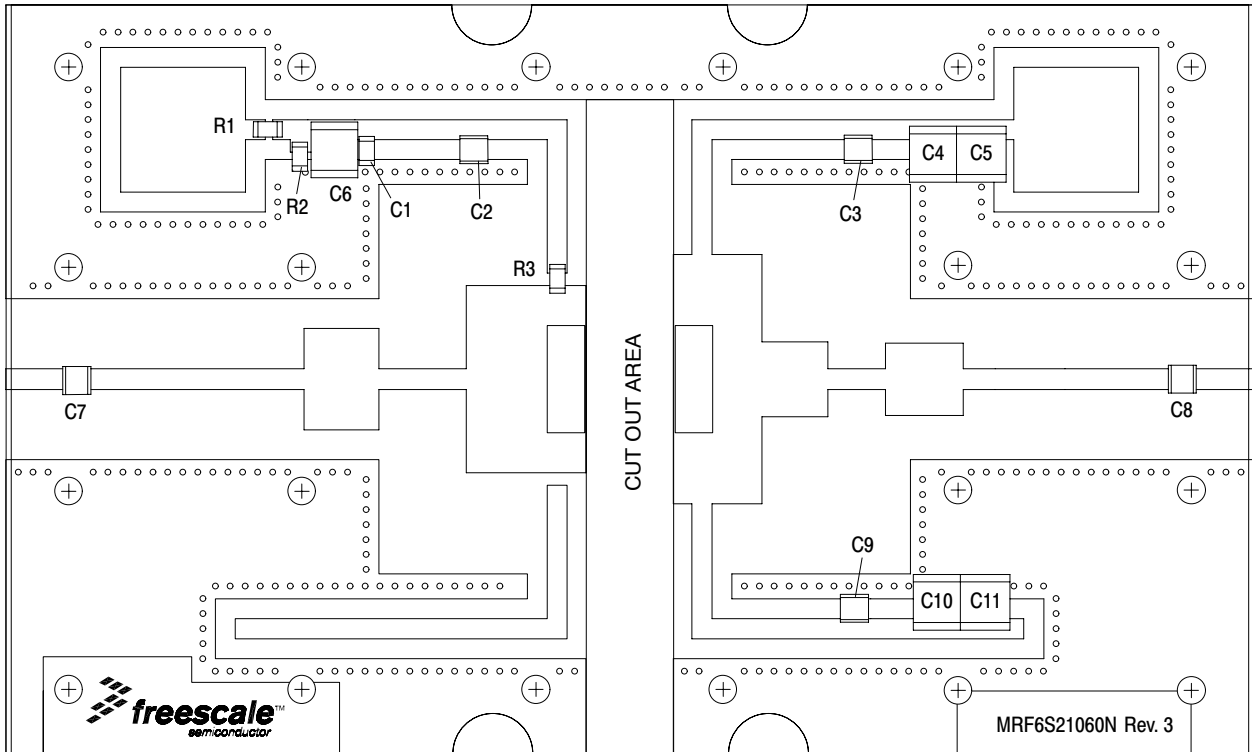 R1
C4 C5
R2
C6
C1
C2
C3
R3
CUT OUT AREA
C7
C8
C9
C10 C11
freescale™
semiconductor
MRF6S21060N Rev. 3